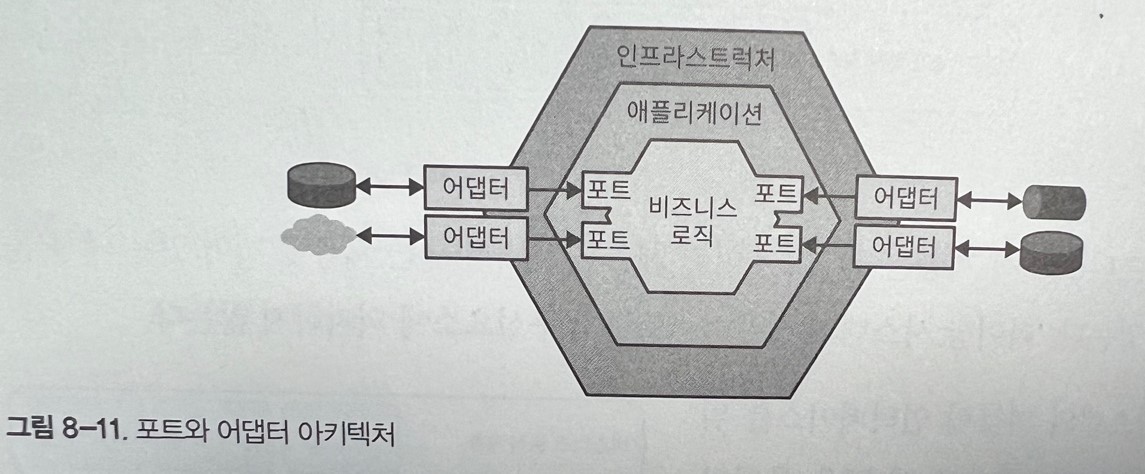 인프라스트럭처
애플리케이션
어댑터
포트
포트
어댑터
비즈니스
로직
어댑터
포트
포트
어댑터
그림 8-11. 포트와 어댑터 아키텍처